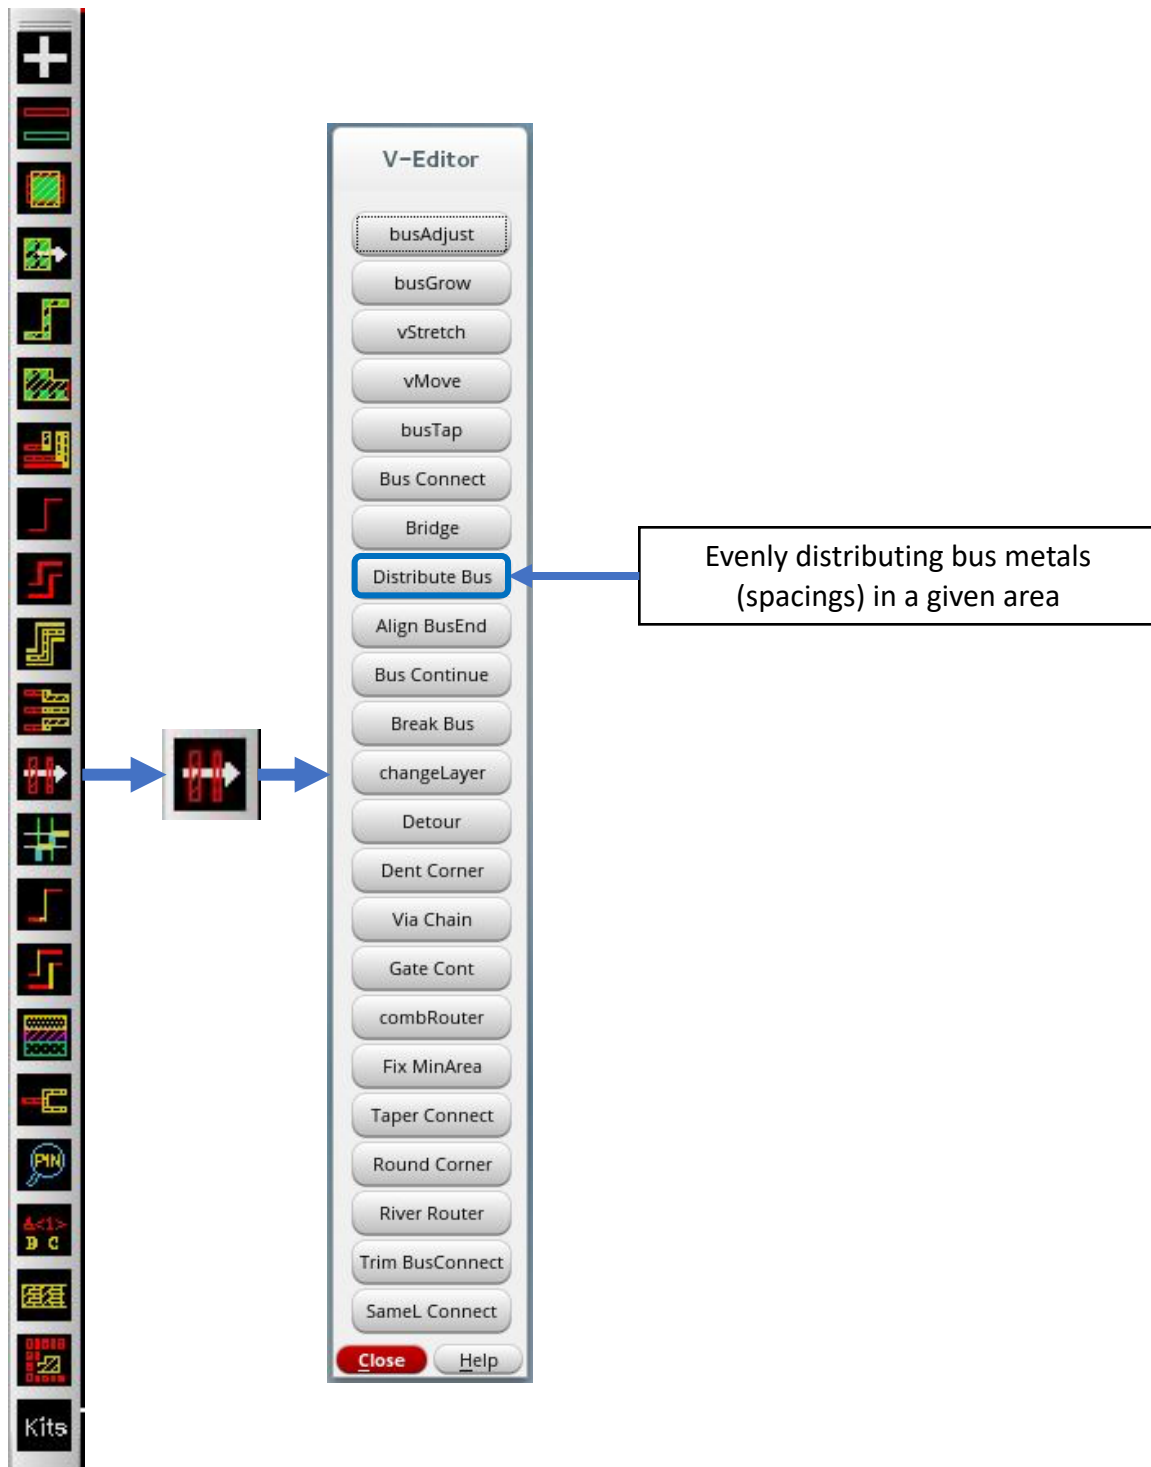 V-Editor
busAdjust
busGrow
vStretch
vMove
busTap
Bus Connect
Bridge
Distribute Bus
Align BusEnd
Bus Continue
Break Bus
changeLayer
Detour
Dent Corner
Via Chain
Gate Cont
combRouter
Fix MinArea
Taper Connect
Round Corner
River Router
Trim BusConnect
SameL Connect
Close Help
Evenly distributing bus metals
(spacings) in a given area
PIN
A<1>
B C
Kits